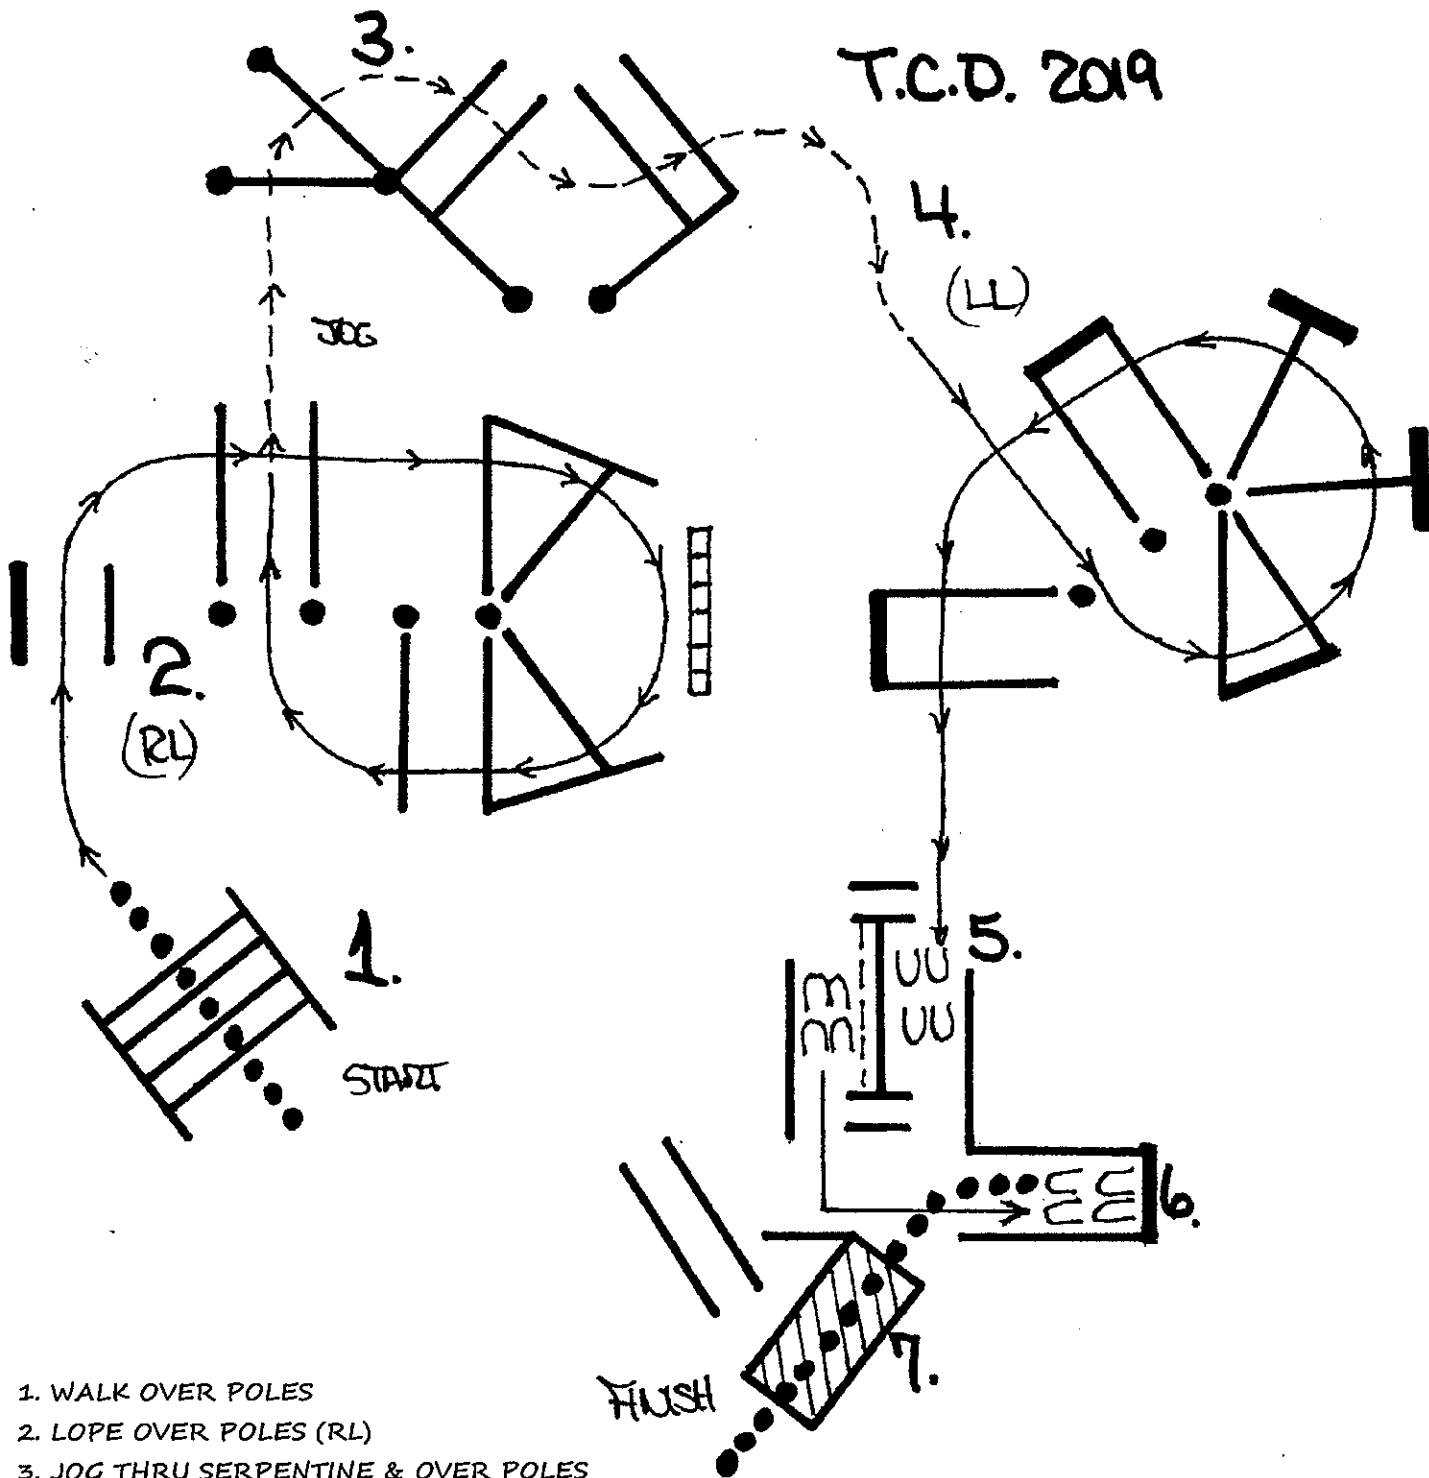 3.
T.C.D. 2019
4.
(LL)
JOG
2.
(RL)
1.
START
5.
6.
7.
FINISH
1. WALK OVER POLES
2. LOPE OVER POLES (RL)
3. JOG THRU SERPENTINE & OVER POLES